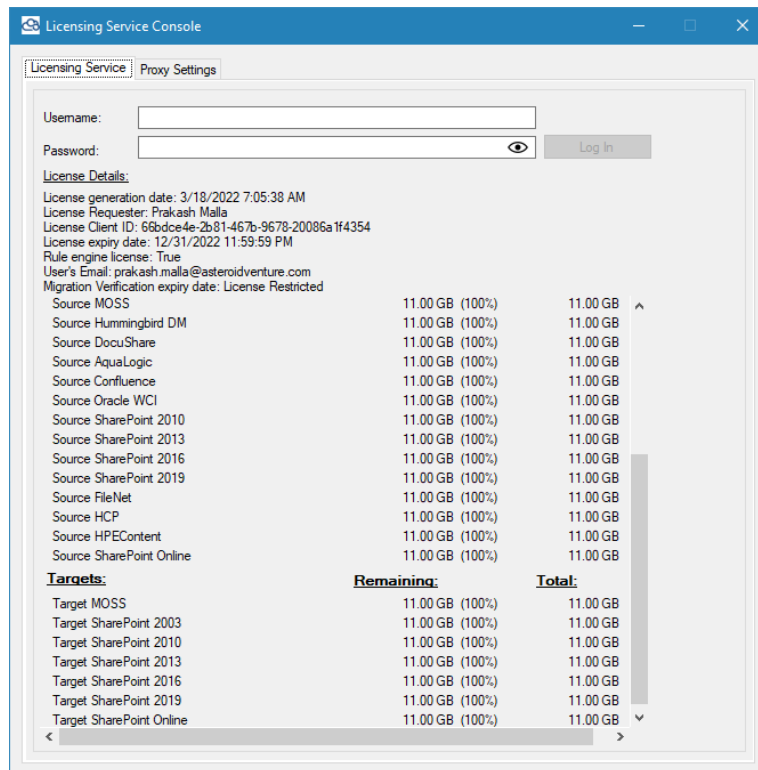 Licensing Service Console
Licensing Service Proxy Settings
Username:
Password: Log In
License Details:
License generation date: 3/18/2022 7:05:38 AM
License Requester: Prakash Malla
License Client ID: 66bdce4e-2b81-467b-9678-20086a1f4354
License expiry date: 12/31/2022 11:59:59 PM
Rule engine license: True
User's Email: prakash.malla@asteroidventure.com
Migration Verification expiry date: License Restricted
Source MOSS 11.00 GB (100%) 11.00 GB
Source Hummingbird DM 11.00 GB (100%) 11.00 GB
Source DocuShare 11.00 GB (100%) 11.00 GB
Source AquaLogic 11.00 GB (100%) 11.00 GB
Source Confluence 11.00 GB (100%) 11.00 GB
Source Oracle WCI 11.00 GB (100%) 11.00 GB
Source SharePoint 2010 11.00 GB (100%) 11.00 GB
Source SharePoint 2013 11.00 GB (100%) 11.00 GB
Source SharePoint 2016 11.00 GB (100%) 11.00 GB
Source SharePoint 2019 11.00 GB (100%) 11.00 GB
Source FileNet 11.00 GB (100%) 11.00 GB
Source HCP 11.00 GB (100%) 11.00 GB
Source HPEContent 11.00 GB (100%) 11.00 GB
Source SharePoint Online 11.00 GB (100%) 11.00 GB
Targets: Remaining: Total:
Target MOSS 11.00 GB (100%) 11.00 GB
Target SharePoint 2003 11.00 GB (100%) 11.00 GB
Target SharePoint 2010 11.00 GB (100%) 11.00 GB
Target SharePoint 2013 11.00 GB (100%) 11.00 GB
Target SharePoint 2016 11.00 GB (100%) 11.00 GB
Target SharePoint 2019 11.00 GB (100%) 11.00 GB
Target SharePoint Online 11.00 GB (100%) 11.00 GB